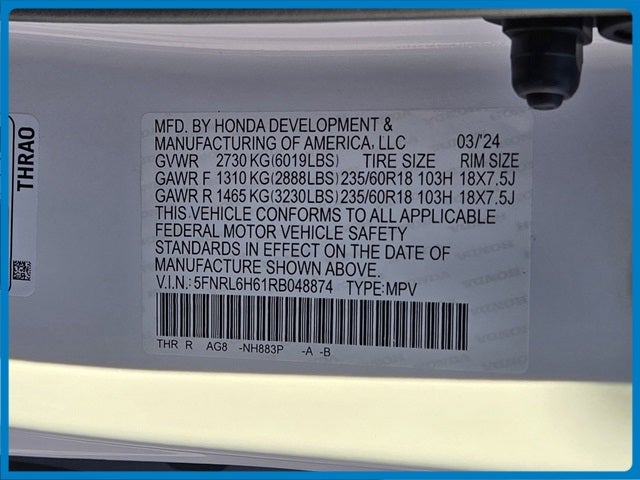 MFD. BY HONDA DEVELOPMENT &
MANUFACTURING OF AMERICA, LLC 03/'24
GVWR 2730 KG(6019LBS) TIRE SIZE RIM SIZE
GAWR F 1310 KG(2888LBS) 235/60R18 103H 18X7.5J
GAWR R 1465 KG(3230LBS) 235/60R18 103H 18X7.5J
THIS VEHICLE CONFORMS TO ALL APPLICABLE
FEDERAL MOTOR VEHICLE SAFETY
STANDARDS IN EFFECT ON THE DATE OF
MANUFACTURE SHOWN ABOVE.
V.I.N.:5FNRL6H61RB048874 TYPE:MPV
THR R AG8 -NH883P -A -B
THRA0